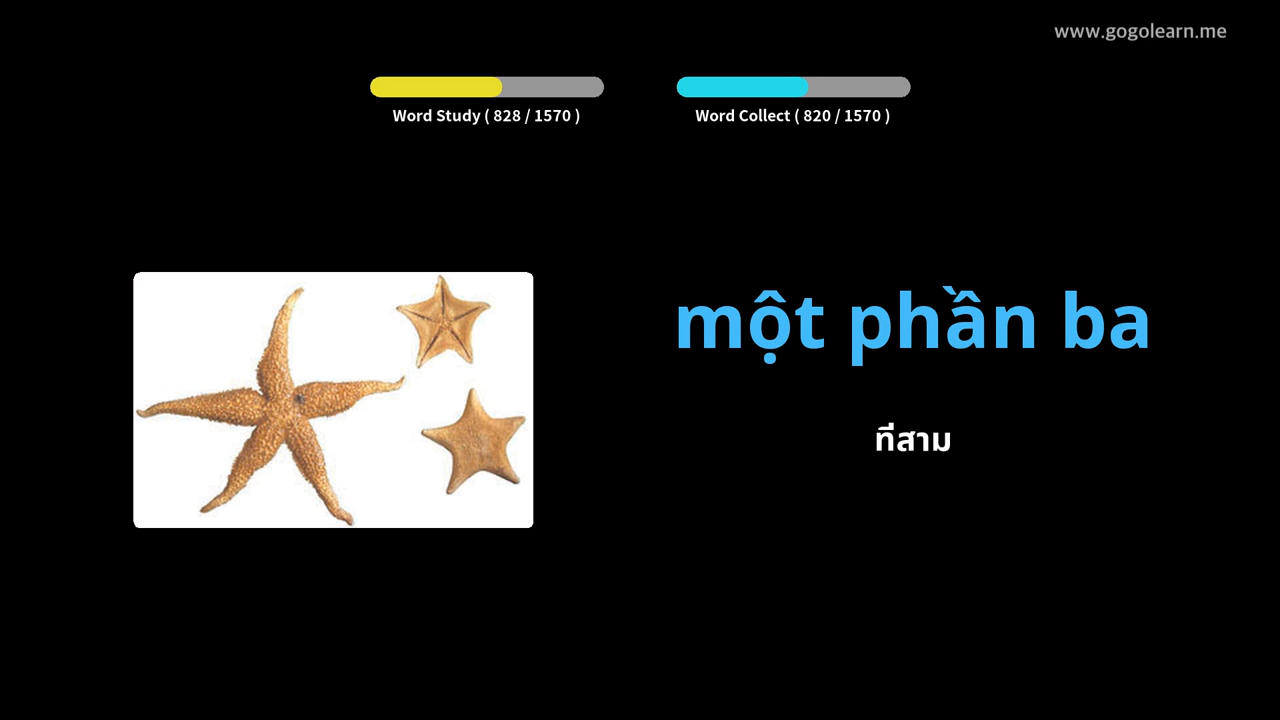 www.gogolearn.me
Word Study ( 828 / 1570 )
Word Collect ( 820 / 1570 )
một phần ba
ที่สาม